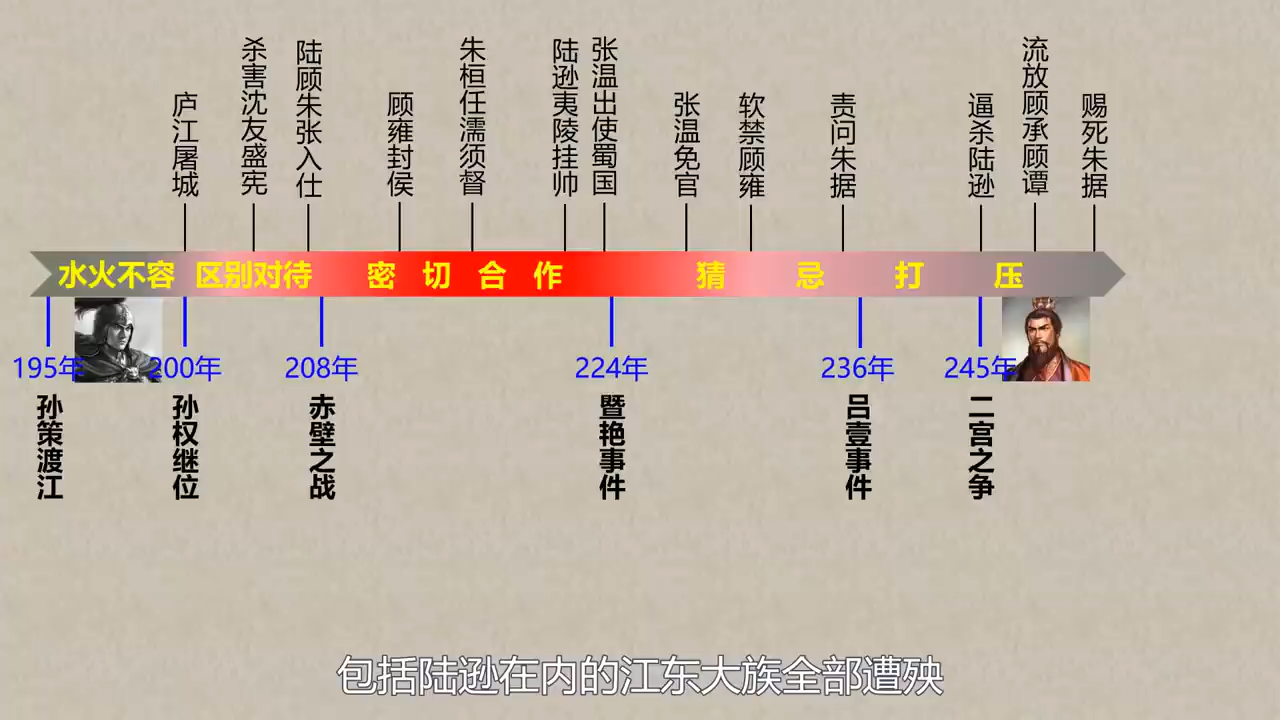 庐江屠城
杀害沈友盛宪
陆顾朱张入仕
顾雍封侯
朱桓任濡须督
陆逊夷陵挂帅
张温出使蜀国
张温免官
软禁顾雍
责问朱据
逼杀陆逊
流放顾承顾谭
赐死朱据
水火不容 区别对待 密切合作 猜忌打压
195年
200年
208年
224年
236年
245年
孙策渡江
孙权继位
赤壁之战
暨艳事件
吕壹事件
二宫之争
包括陆逊在内的江东大族全部遭殃